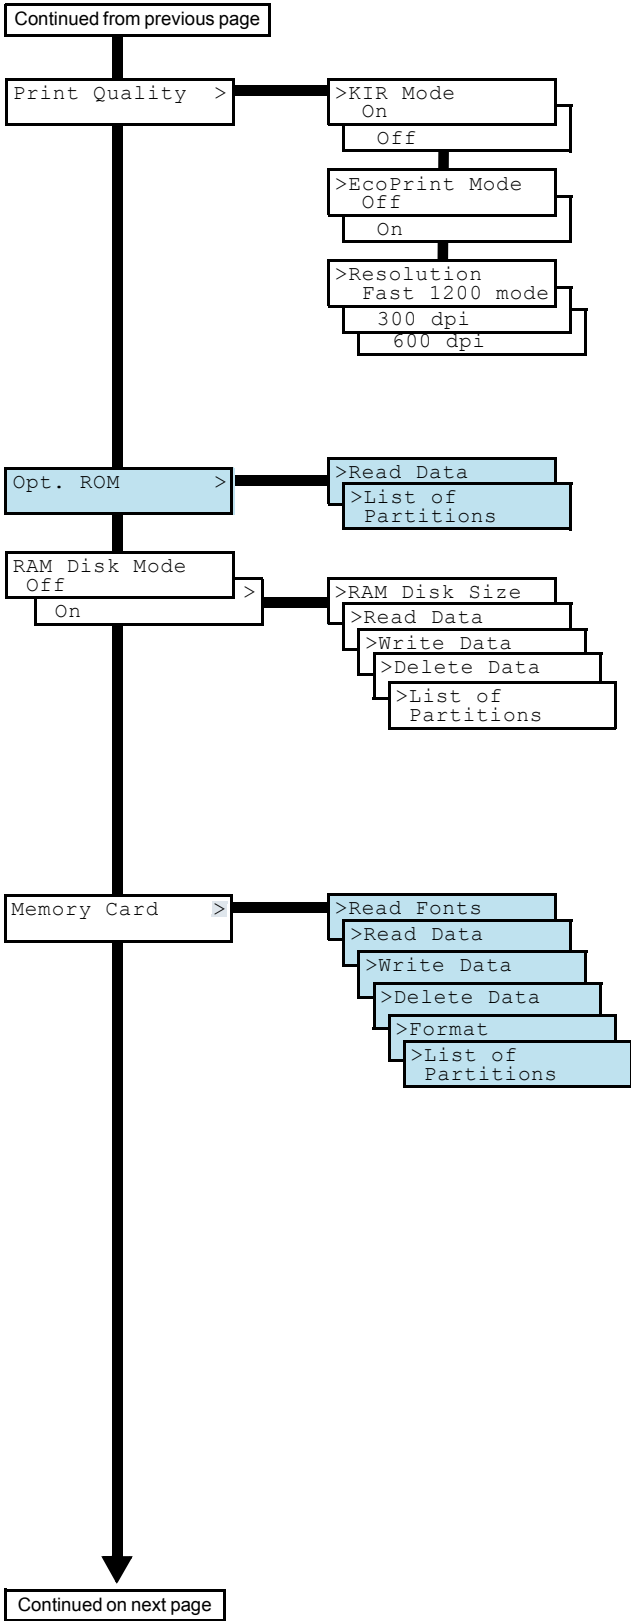 Continued from previous page
Print Quality >
>KIR Mode
On
Off
>EcoPrint Mode
Off
On
>Resolution
Fast 1200 mode
300 dpi
600 dpi
Opt. ROM >
>Read Data
>List of
Partitions
RAM Disk Mode
Off
>
On
>RAM Disk Size
>Read Data
>Write Data
>Delete Data
>List of
Partitions
Memory Card >
>Read Fonts
>Read Data
>Write Data
>Delete Data
>Format
>List of
Partitions
Continued on next page